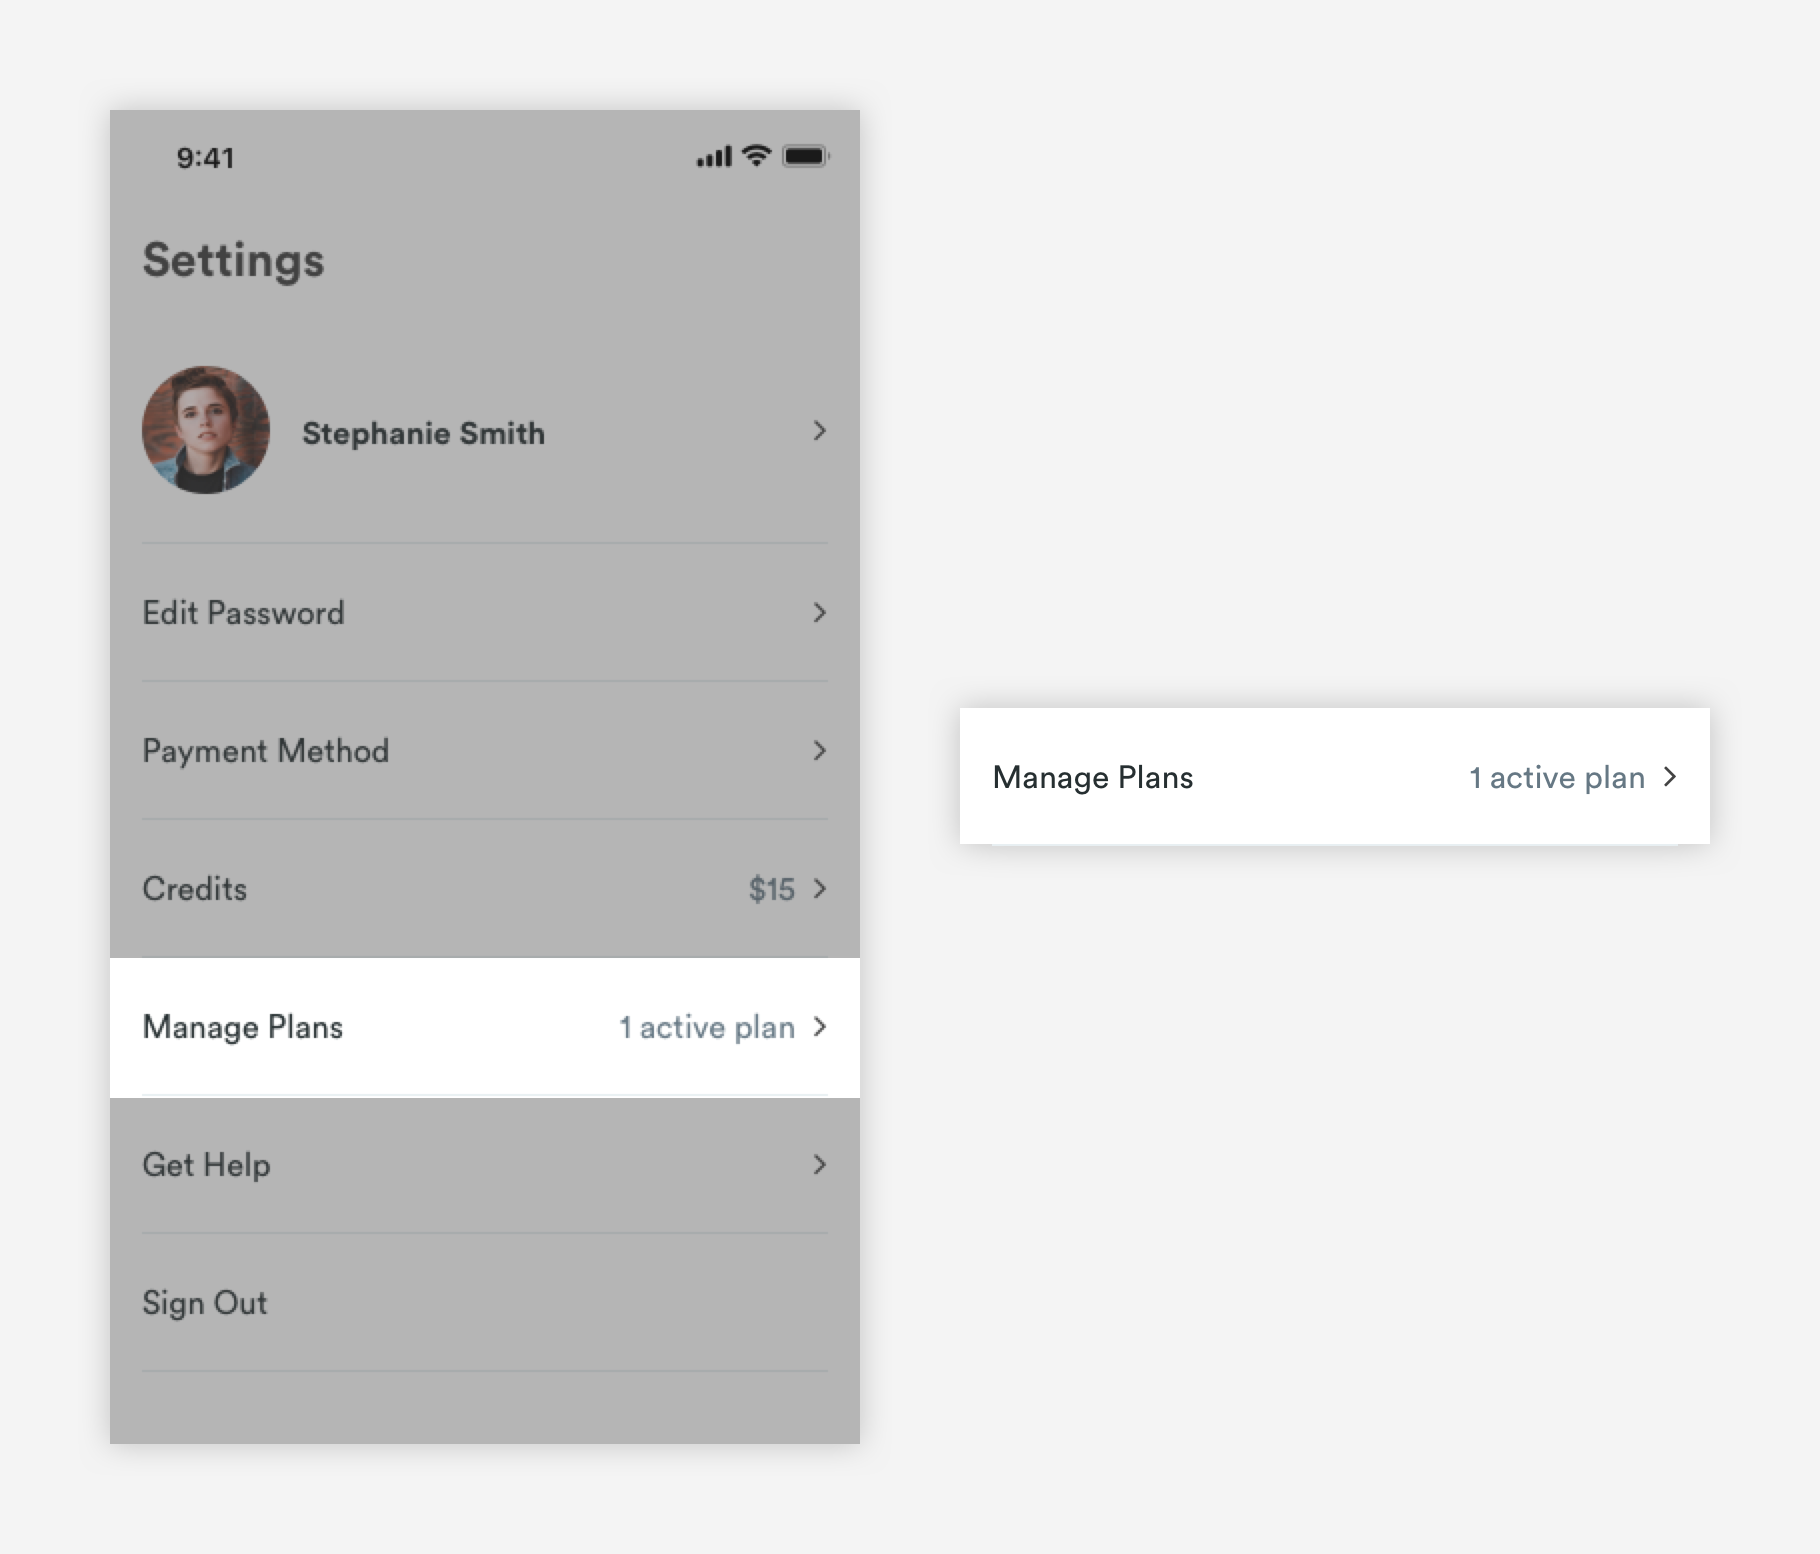 9:41
Settings
Stephanie Smith
Edit Password
Payment Method
Credits $15
Manage Plans 1 active plan
Get Help
Sign Out
Manage Plans 1 active plan